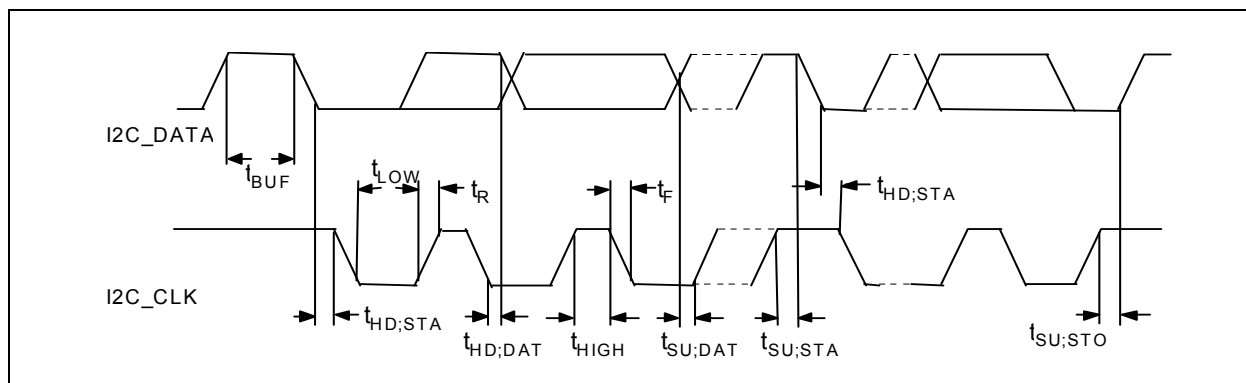 I2C_DATA
tBUF
tLOW
tR
tF
tHD;STA
I2C_CLK
tHD;STA
tHD;DAT
tHIGH
tSU;DAT
tSU;STA
tSU;STO